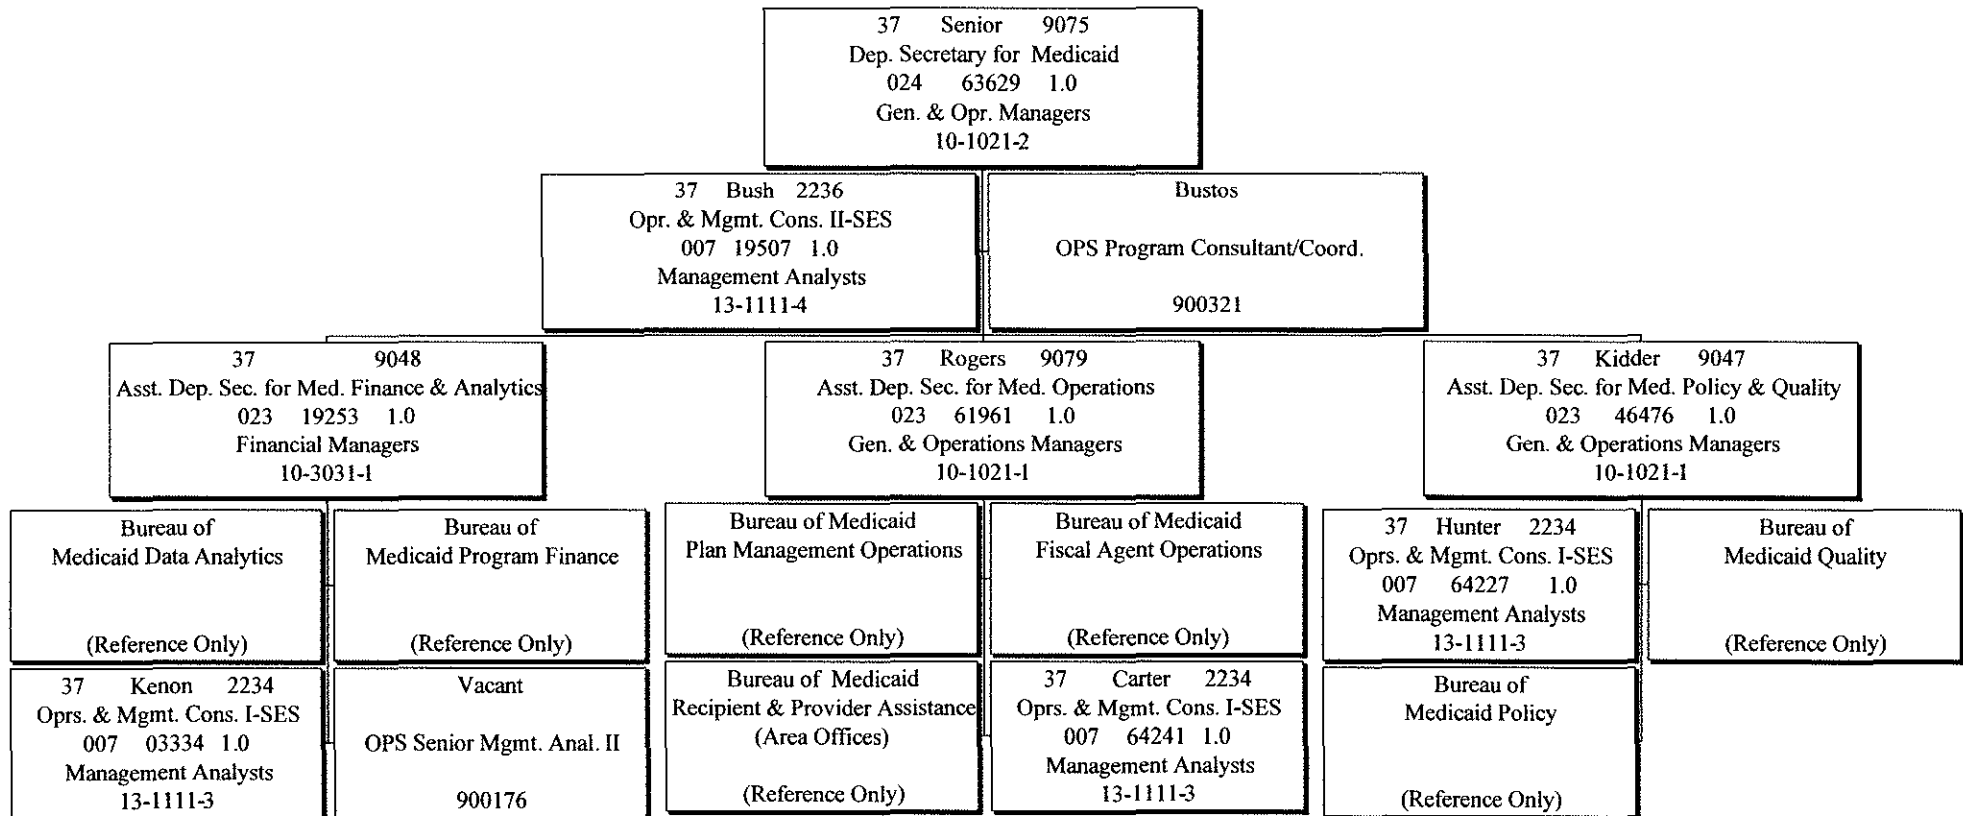 37 Senior 9075
Dep. Secretary for Medicaid
024 63629 1.0
Gen. & Opr. Managers
10-1021-2
37 Bush 2236
Opr. & Mgmt. Cons. II-SES
007 19507 1.0
Management Analysts
13-1111-4
Bustos
OPS Program Consultant/Coord.
900321
37 9048
Asst. Dep. Sec. for Med. Finance & Analytics
023 19253 1.0
Financial Managers
10-3031-1
37 Rogers 9079
Asst. Dep. Sec. for Med. Operations
023 61961 1.0
Gen. & Operations Managers
10-1021-1
37 Kidder 9047
Asst. Dep. Sec. for Med. Policy & Quality
023 46476 1.0
Gen. & Operations Managers
10-1021-1
Bureau of
Medicaid Data Analytics
(Reference Only)
Bureau of
Medicaid Program Finance
(Reference Only)
Bureau of Medicaid
Plan Management Operations
(Reference Only)
Bureau of Medicaid
Fiscal Agent Operations
(Reference Only)
37 Hunter 2234
Oprs. & Mgmt. Cons. I-SES
007 64227 1.0
Management Analysts
13-1111-3
Bureau of
Medicaid Quality
(Reference Only)
37 Kenon 2234
Oprs. & Mgmt. Cons. I-SES
007 03334 1.0
Management Analysts
13-1111-3
Vacant
OPS Senior Mgmt. Anal. II
900176
Bureau of Medicaid
Recipient & Provider Assistance
(Area Offices)
(Reference Only)
37 Carter 2234
Oprs. & Mgmt. Cons. I-SES
007 64241 1.0
Management Analysts
13-1111-3
Bureau of
Medicaid Policy
(Reference Only)